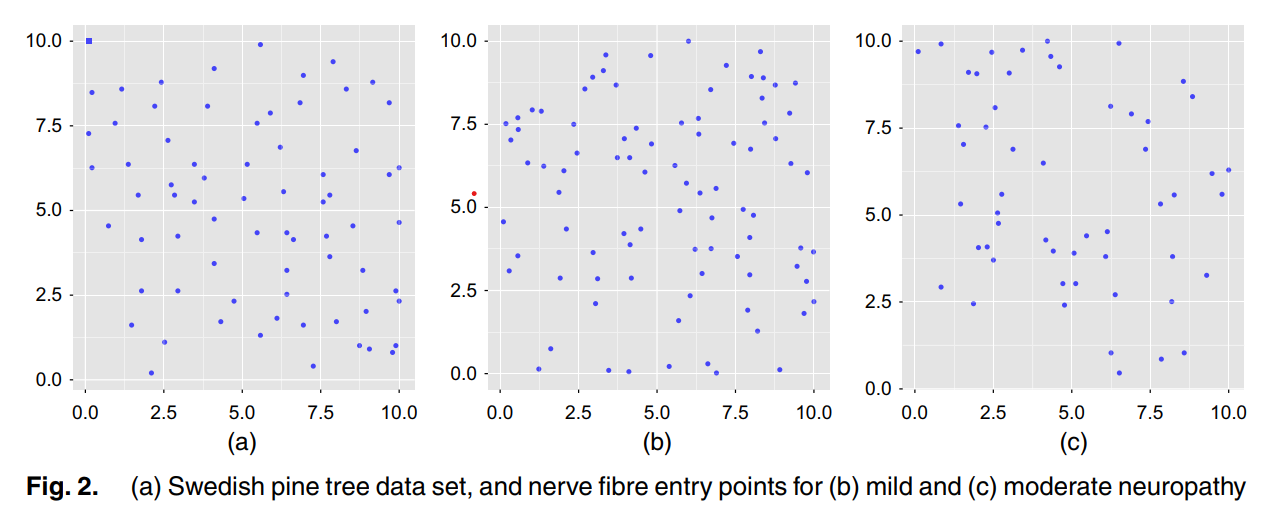 10.0
7.5
5.0
2.5
0.0
0.0 2.5 5.0 7.5 10.0
(a)
10.0
7.5
5.0
2.5
0.0
0.0 2.5 5.0 7.5 10.0
(b)
10.0
7.5
5.0
2.5
0.0
0.0 2.5 5.0 7.5 10.0
(c)
Fig. 2. (a) Swedish pine tree data set, and nerve fibre entry points for (b) mild and (c) moderate neuropathy